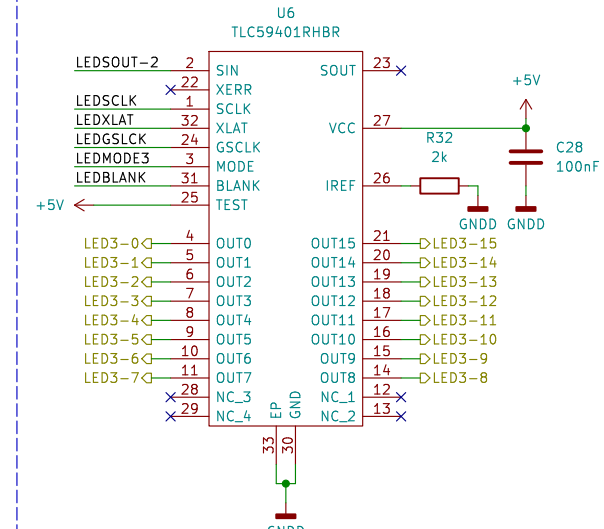 U6
TLC59401RHBR
LEDSOUT-2 2 SIN SOUT 23
22 XERR
+5V
LEDSCLK 1 SCLK
LEDXLAT 32 XLAT VCC 27
R32
C28
LEDGSLCK 24 GSCLK
2k
100nF
LEDMODE3 3 MODE
LEDBLANK 31 BLANK IREF 26
+5V 25 TEST
GNDD GNDD
LED3-0 4 OUT0 OUT15 21 LED3-15
LED3-1 5 OUT1 OUT14 20 LED3-14
LED3-2 6 OUT2 OUT13 19 LED3-13
LED3-3 7 OUT3 OUT12 18 LED3-12
LED3-4 8 OUT4 OUT11 17 LED3-11
LED3-5 9 OUT5 OUT10 16 LED3-10
LED3-6 10 OUT6 OUT9 15 LED3-9
LED3-7 11 OUT7 OUT8 14 LED3-8
28 NC_3 NC_1 12
29 NC_4 NC_2 13
EP GND
33 30
GNDD